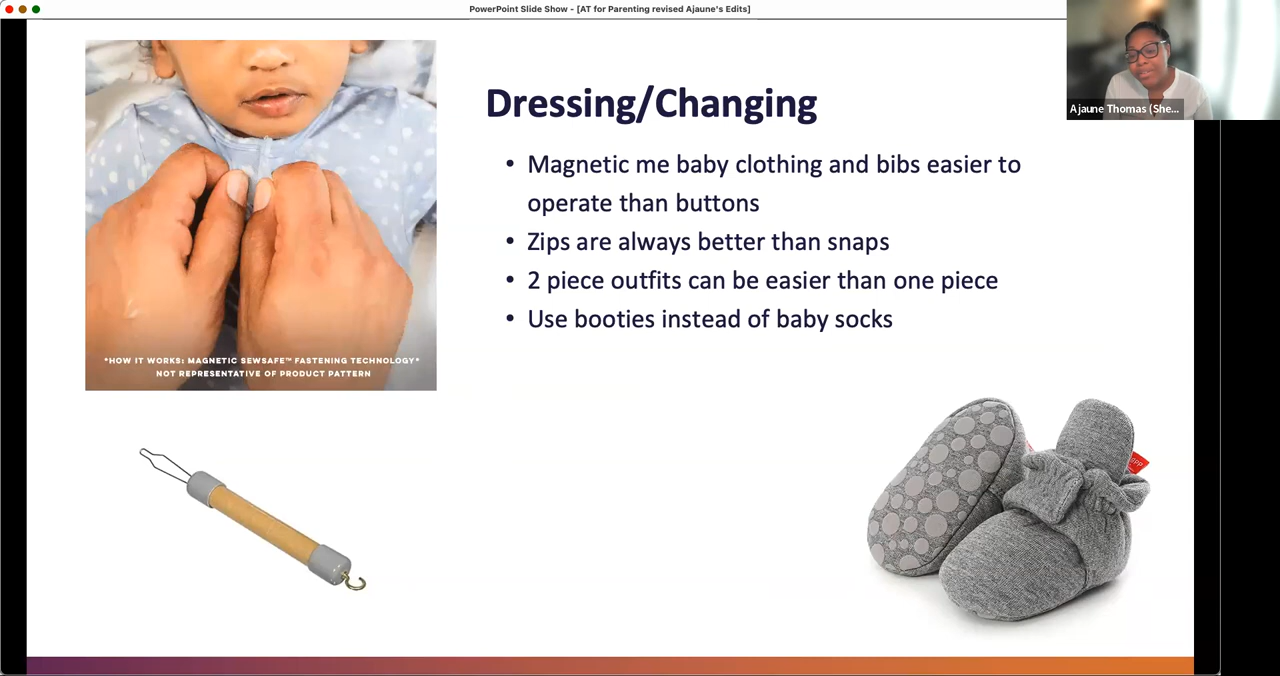 PowerPoint Slide Show - [AT for Parenting revised Ajaune's Edits]
Ajaune Thomas (She...
Dressing/Changing
• Magnetic me baby clothing and bibs easier to
operate than buttons
• Zips are always better than snaps
• 2 piece outfits can be easier than one piece
• Use booties instead of baby socks
*HOW IT WORKS: MAGNETIC SEWSAFE™ FASTENING TECHNOLOGY*
NOT REPRESENTATIVE OF PRODUCT PATTERN